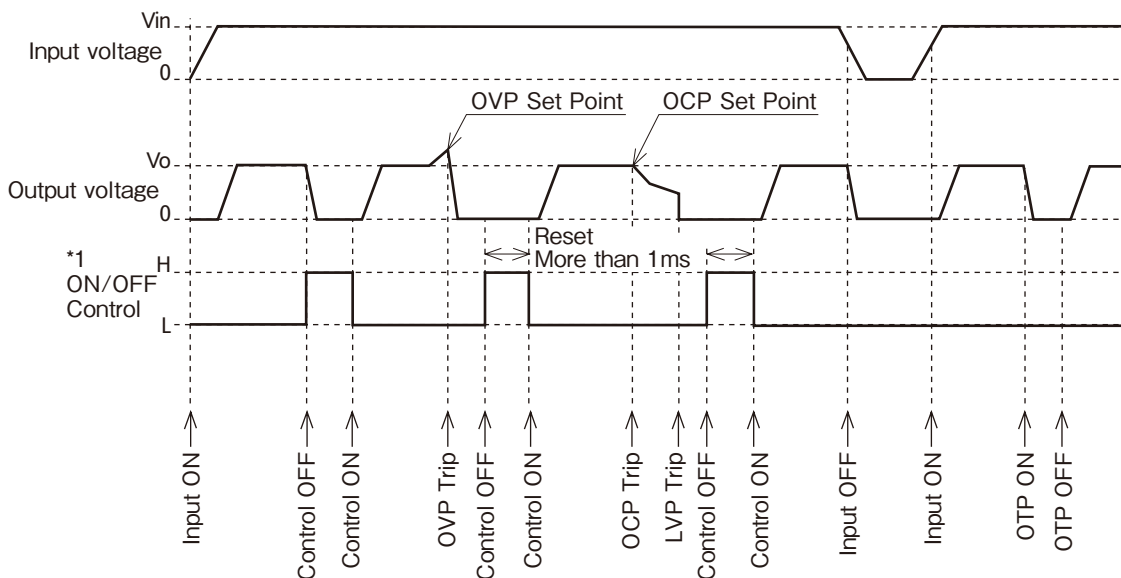 Vin
Input voltage
0
OVP Set Point
OCP Set Point
Vo
Output voltage
0
*1
ON/OFF
Control
H
L
Reset
More than 1ms
Input ON
Control OFF
Control ON
OVP Trip
Control OFF
Control ON
OCP Trip
LVP Trip
Control OFF
Control ON
Input OFF
Input ON
OTP ON
OTP OFF